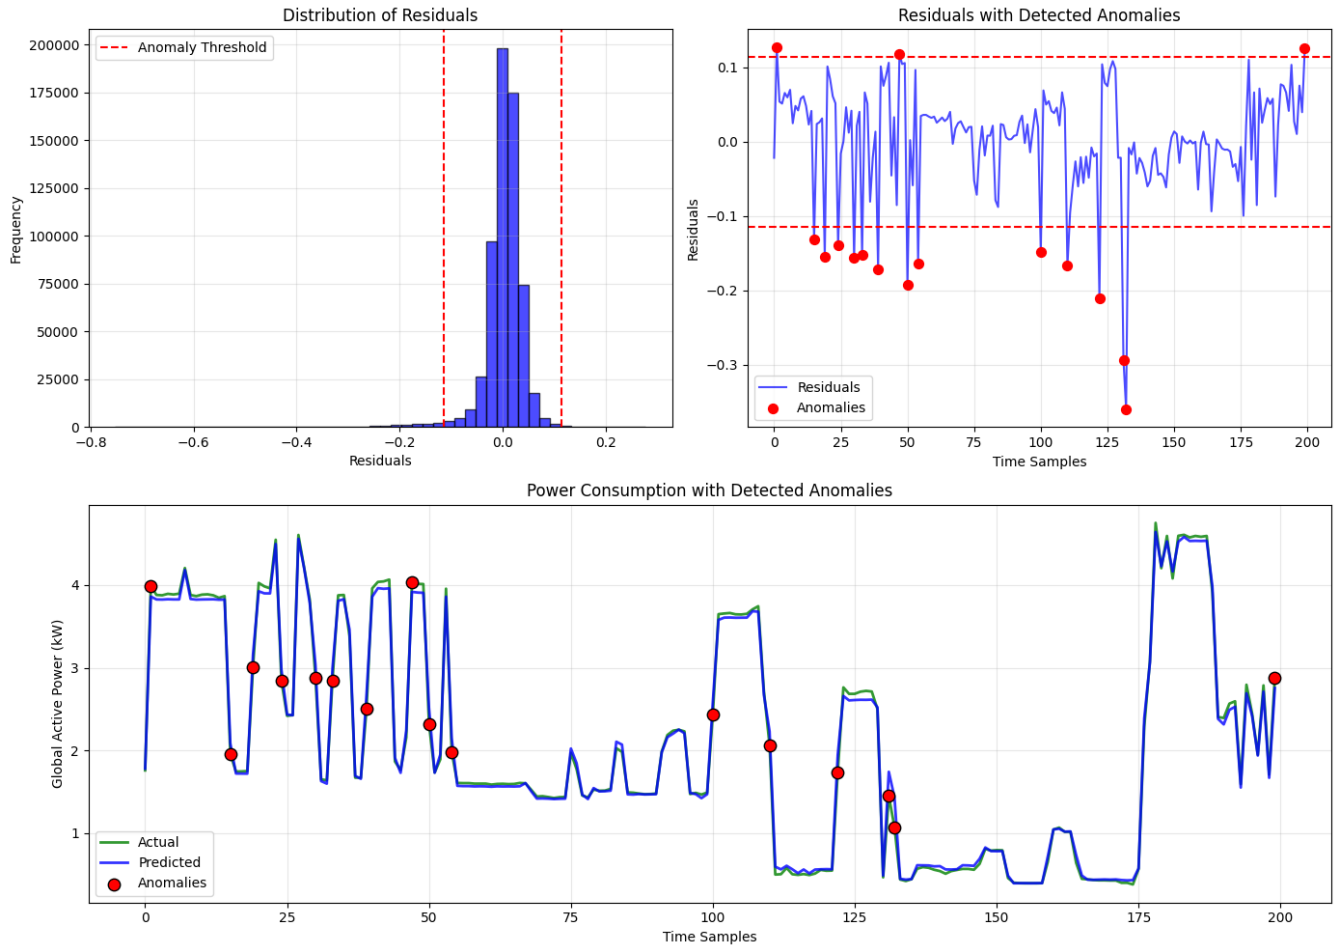 Distribution of Residuals
Anomaly Threshold
200000
175000
150000
125000
100000
75000
50000
25000
0
Frequency
−0.8
−0.6
−0.4
−0.2
0.0
0.2
Residuals
Residuals with Detected Anomalies
0.1
0.0
−0.1
−0.2
−0.3
Residuals
Residuals
Anomalies
0
25
50
75
100
125
150
175
200
Time Samples
Power Consumption with Detected Anomalies
4
3
2
1
Global Active Power (kW)
Actual
Predicted
Anomalies
0
25
50
75
100
125
150
175
200
Time Samples